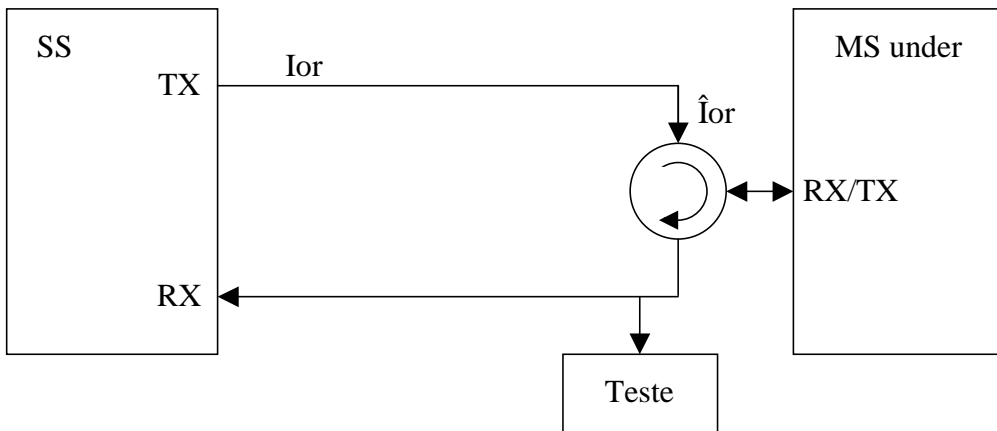 SS
MS under
TX
Ior
Îor
RX/TX
RX
Teste